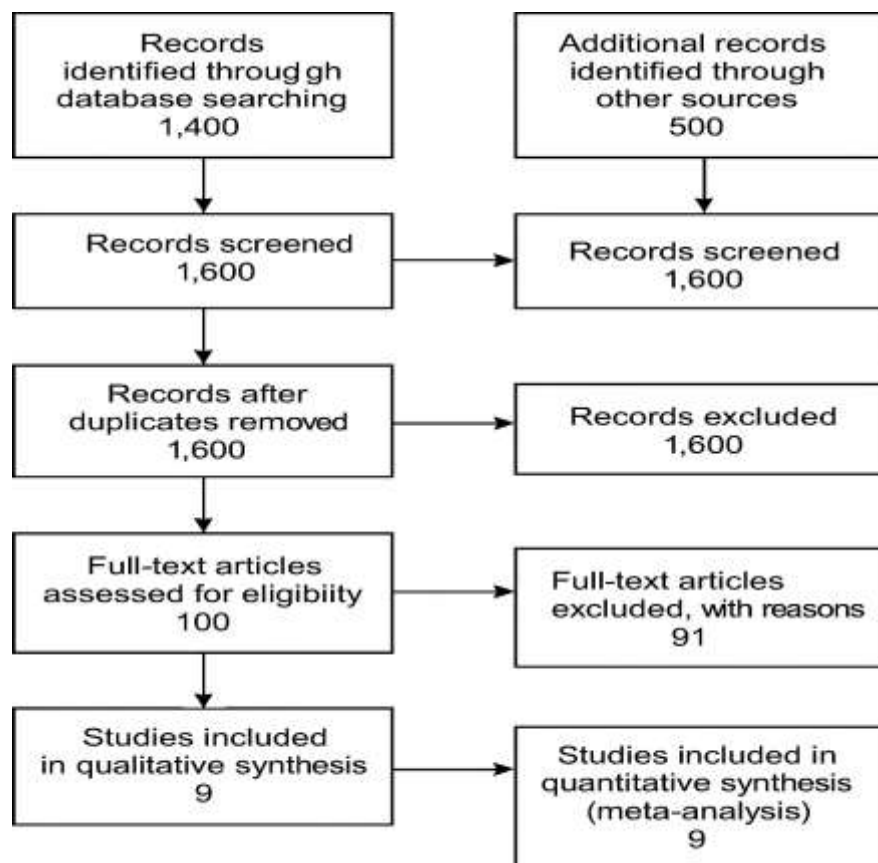 Records
identified through
database searching
1,400
Additional records
identified through
other sources
500
Records screened
1,600
Records screened
1,600
Records after
duplicates removed
1,600
Records excluded
1,600
Full-text articles
assessed for eligibiity
100
Full-text articles
excluded, with reasons
91
Studies included
in qualitative synthesis
9
Studies included in
quantitative synthesis
(meta-analysis)
9